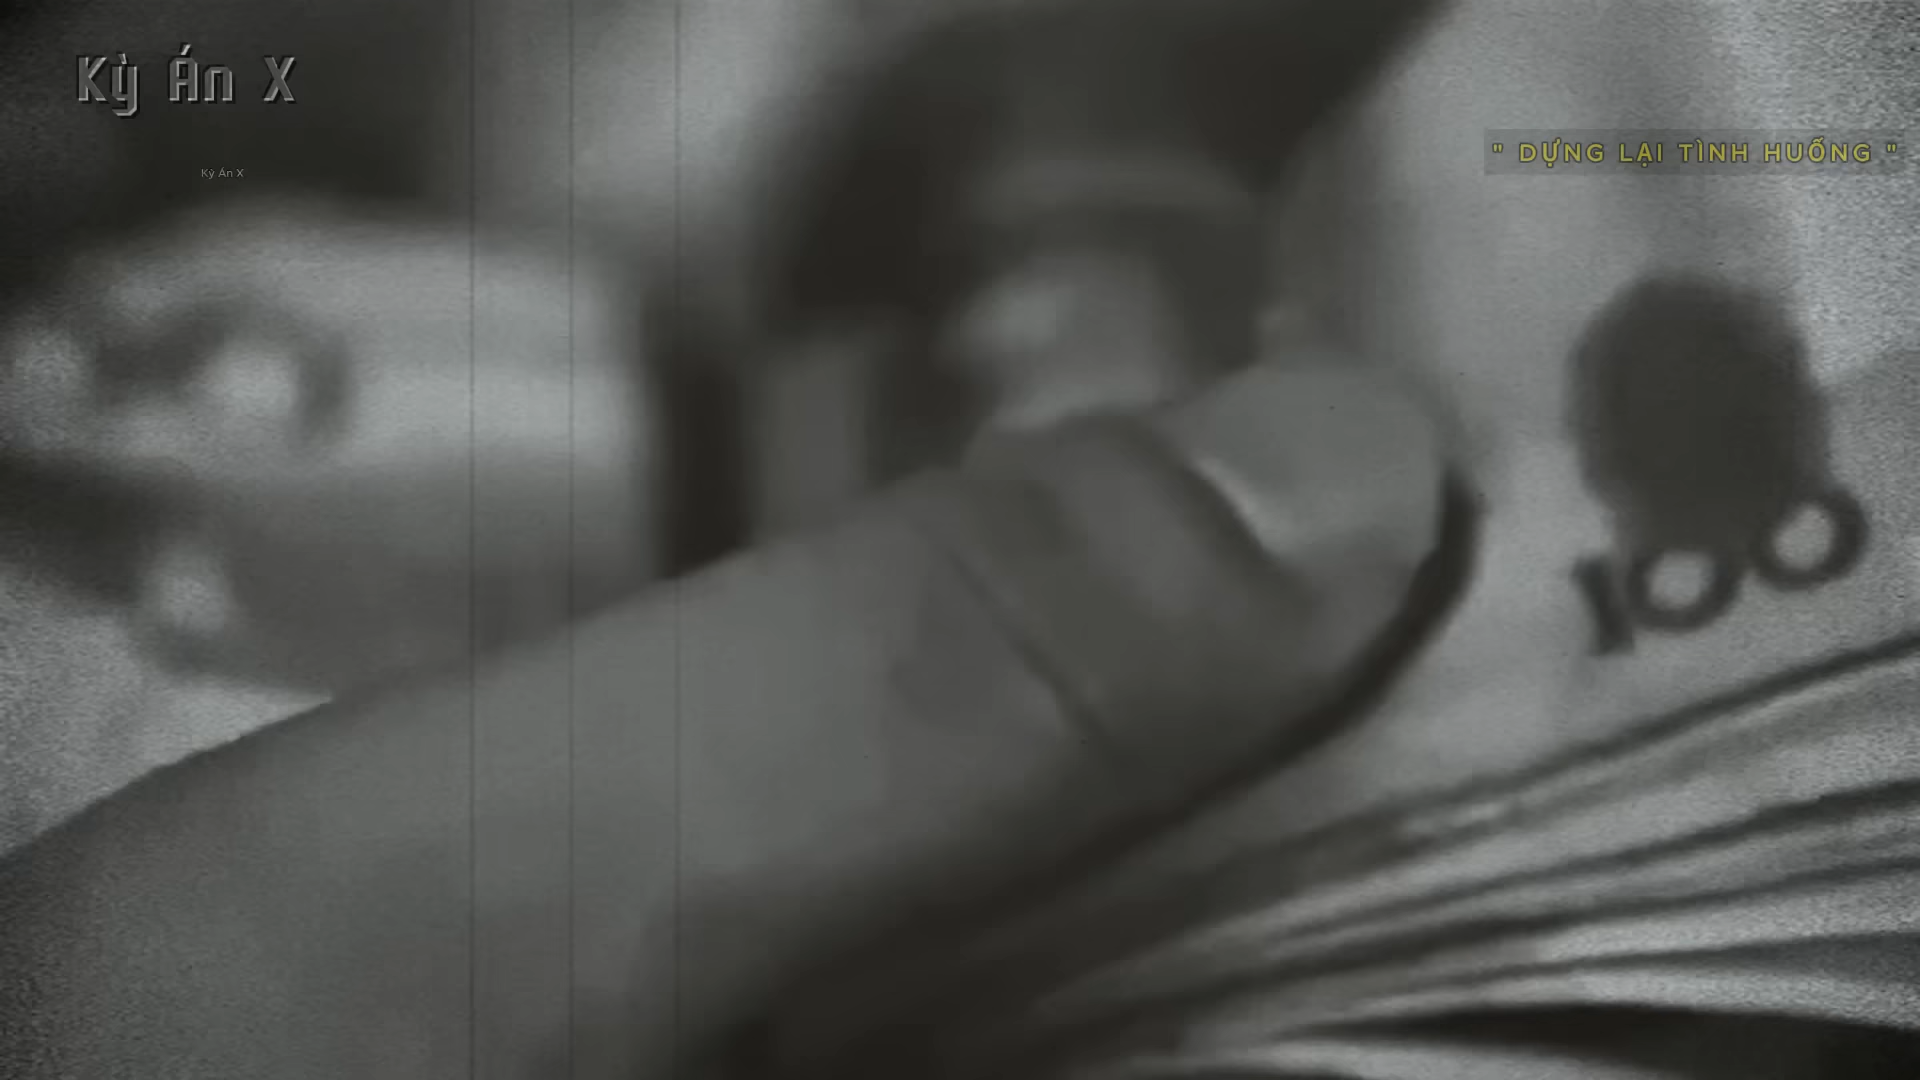 Kỳ Án X
Kỳ Án X
" DỰNG LẠI TÌNH HUỐNG "
100